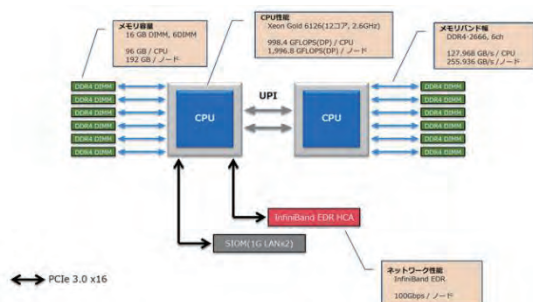 メモリ容量
16 GB DIMM, 6DIMM
96 GB / CPU
192 GB / ノード
CPU性能
Xeon Gold 6126(12コア, 2.6GHz)
998.4 GFLOPS(DP) / CPU
1,996.8 GFLOPS(DP) / ノード
メモリバンド幅
DDR4-2666, 6ch
127.968 GB/s / CPU
255.936 GB/s / ノード
DDR4 DIMM
DDR4 DIMM
DDR4 DIMM
DDR4 DIMM
DDR4 DIMM
DDR4 DIMM
CPU
UPI
CPU
DDR4 DIMM
DDR4 DIMM
DDR4 DIMM
DDR4 DIMM
DDR4 DIMM
DDR4 DIMM
InfiniBand EDR HCA
SIOM(1G LANx2)
ネットワーク性能
InfiniBand EDR
100Gbps / ノード
PCIe 3.0 x16